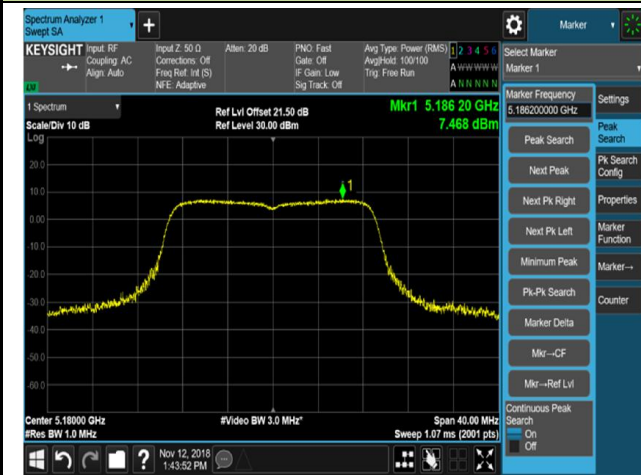 Spectrum Analyzer 1
Swept SA
+
Marker
KEYSIGHT
Input: RF
Coupling: AC
Align: Auto
Input Z: 50 Ω
Corrections: Off
Freq Ref: Int (S)
NFE: Adaptive
Atten: 20 dB
PNO: Fast
Gate: Off
IF Gain: Low
Sig Track: Off
Avg Type: Power (RMS)
Avg|Hold: 100/100
Trig: Free Run
1 2 3 4 5 6
A W W W W W
A N N N N N
LXI
Select Marker
Marker 1
1 Spectrum
Scale/Div 10 dB
Log
Ref Lvl Offset 21.50 dB
Ref Level 30.00 dBm
Mkr1 5.186 20 GHz
7.468 dBm
Marker Frequency
5.186200000 GHz
Peak Search
Next Peak
Next Pk Right
Next Pk Left
Minimum Peak
Pk-Pk Search
Marker Delta
Mkr→CF
Mkr→Ref Lvl
Continuous Peak
Search
On
Off
Settings
Peak
Search
Pk Search
Config
Properties
Marker
Function
Marker→
Counter
20.0
10.0
1
0.00
-10.0
-20.0
-30.0
-40.0
-50.0
-60.0
Center 5.18000 GHz
#Res BW 1.0 MHz
#Video BW 3.0 MHz*
Span 40.00 MHz
Sweep 1.07 ms (2001 pts)
?
Nov 12, 2018
1:43:52 PM